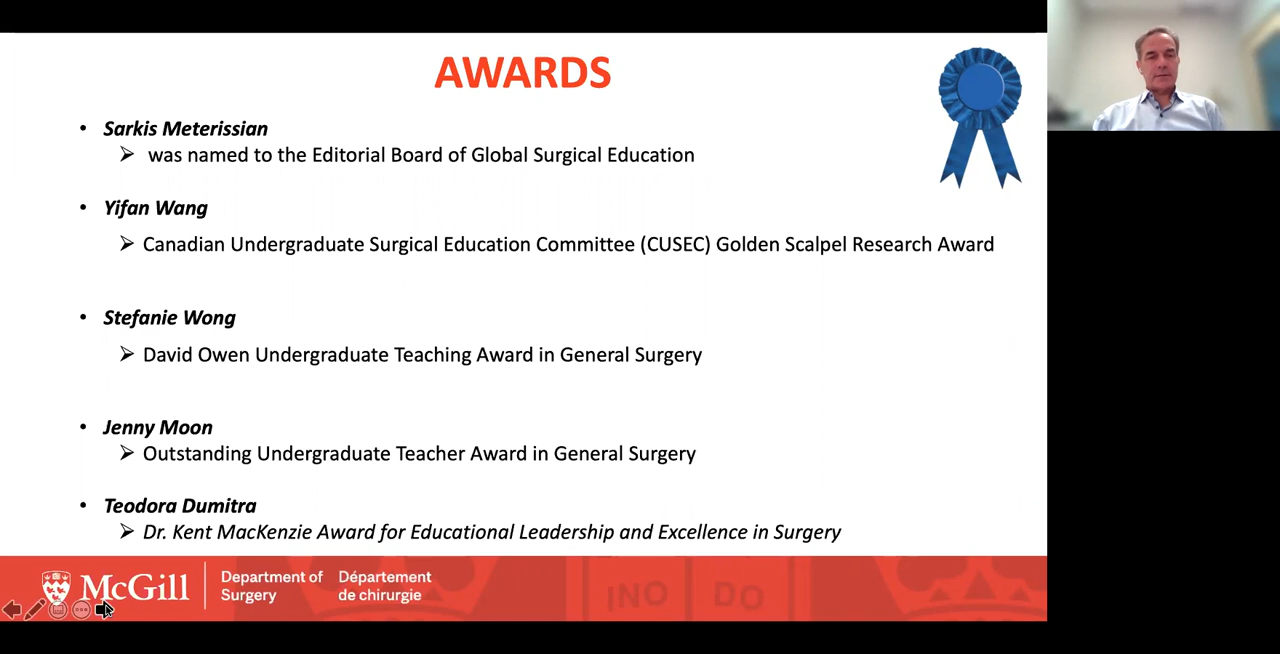 AWARDS
• Sarkis Meterissian
➢ was named to the Editorial Board of Global Surgical Education
• Yifan Wang
➢ Canadian Undergraduate Surgical Education Committee (CUSEC) Golden Scalpel Research Award
• Stefanie Wong
➢ David Owen Undergraduate Teaching Award in General Surgery
• Jenny Moon
➢ Outstanding Undergraduate Teacher Award in General Surgery
• Teodora Dumitra
➢ Dr. Kent MacKenzie Award for Educational Leadership and Excellence in Surgery
McGill
Department of
Surgery
Département
de chirurgie
INO DO